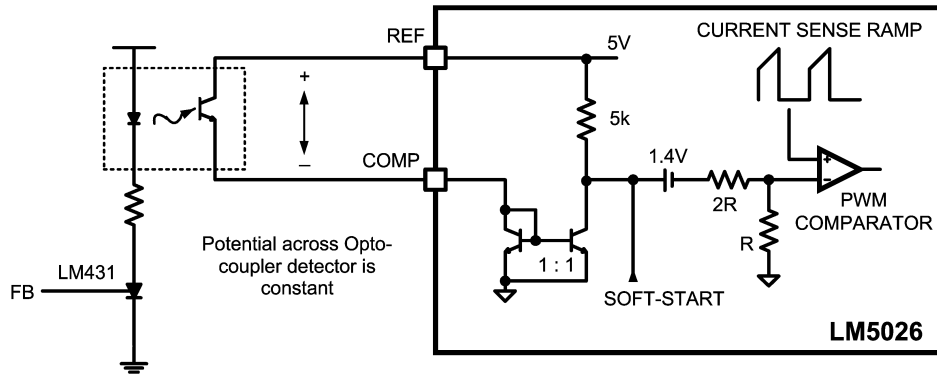 REF
5V
CURRENT SENSE RAMP
5k
+
–
COMP
1.4V
2R
+
–
PWM
COMPARATOR
R
Potential across Opto-
coupler detector is
constant
1 : 1
SOFT-START
LM431
FB
LM5026